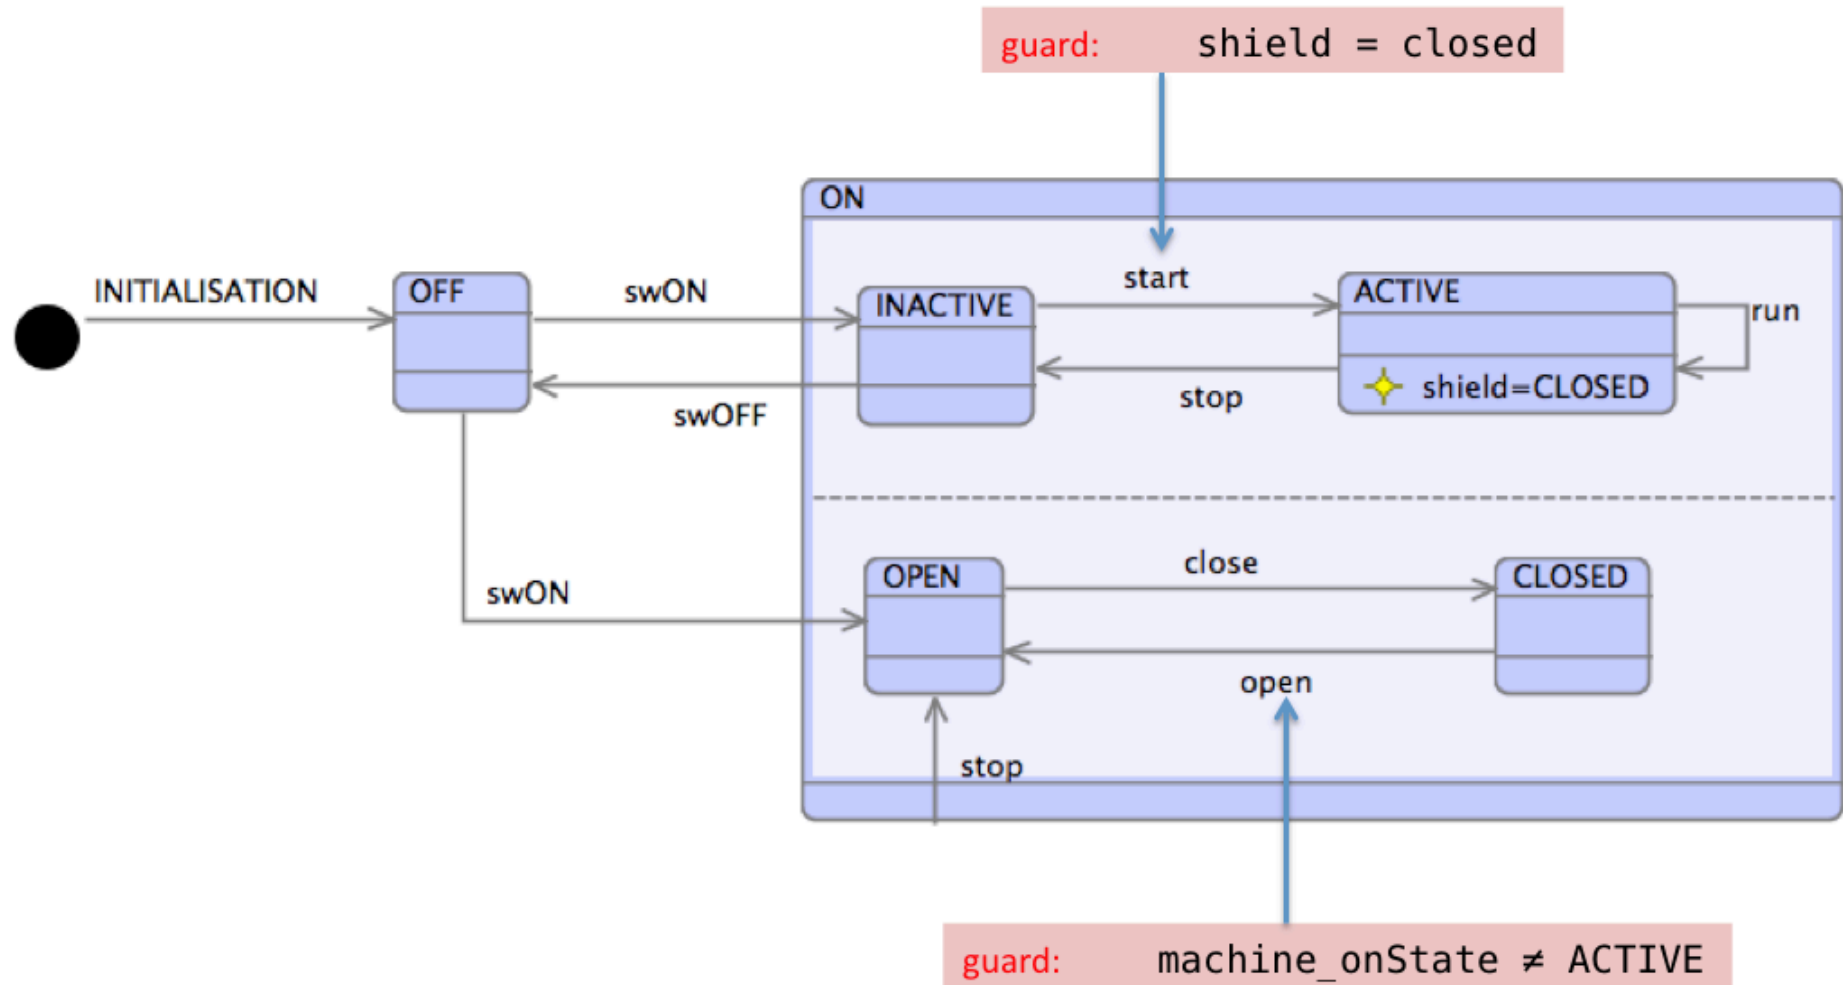 guard: shield = closed
ON
INITIALISATION
OFF
swON
INACTIVE
start
ACTIVE
run
swOFF
stop
shield=CLOSED
swON
OPEN
close
CLOSED
open
stop
guard: machine_onState ≠ ACTIVE